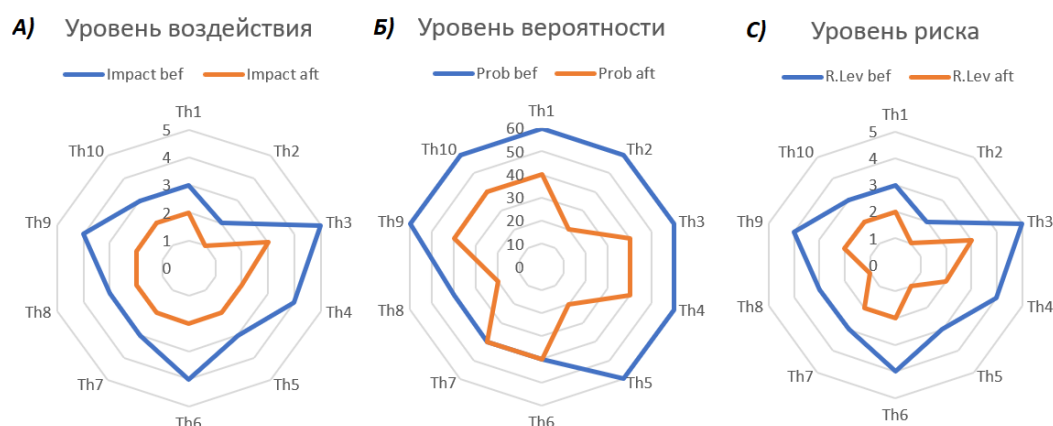 А) Уровень воздействия
Impact bef Impact aft
Th1
Th2
Th3
Th4
Th5
Th6
Th7
Th8
Th9
Th10
5
4
3
2
1
0
Б) Уровень вероятности
Prob bef Prob aft
Th1
Th2
Th3
Th4
Th5
Th6
Th7
Th8
Th9
Th10
60
50
40
30
20
10
0
С) Уровень риска
R.Lev bef R.Lev aft
Th1
Th2
Th3
Th4
Th5
Th6
Th7
Th8
Th9
Th10
5
4
3
2
1
0